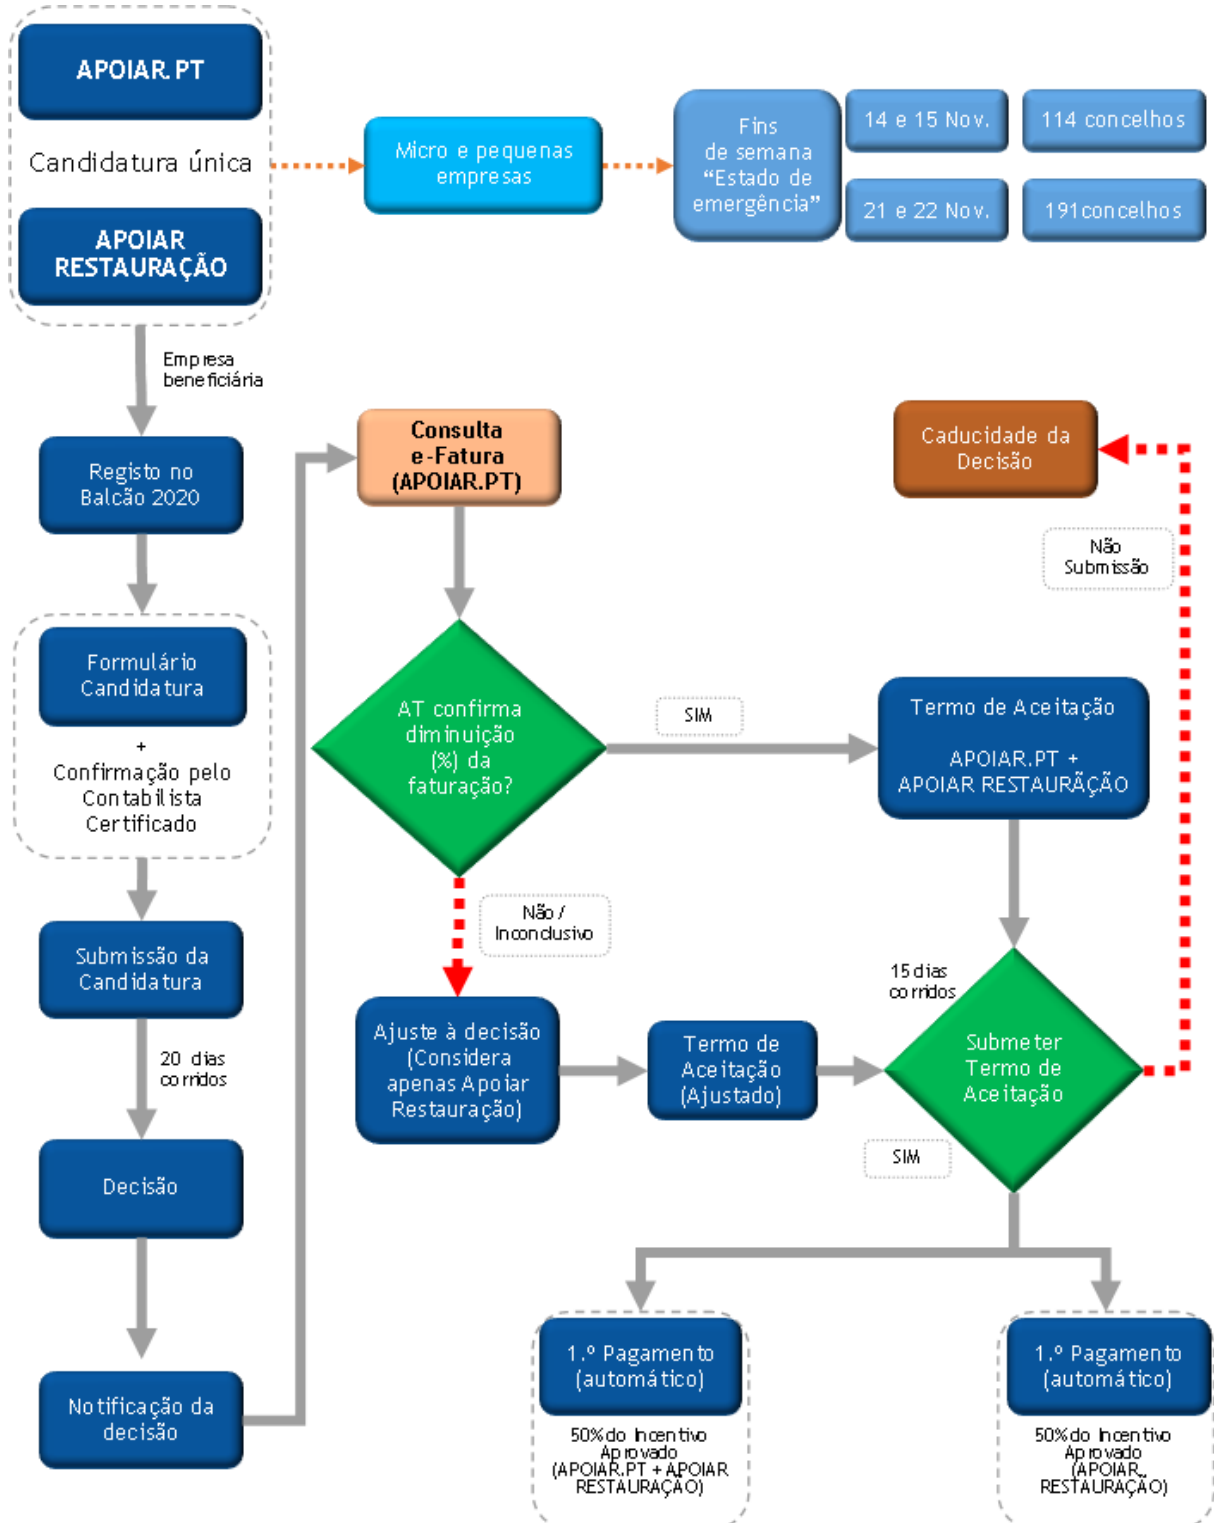 APOIAR.PT
Candidatura única
APOIAR
RESTAURAÇÃO
Micro e pequenas
empresas
Fins
de semana
“Estado de
emergência”
14 e 15 Nov.
114 concelhos
21 e 22 Nov.
191concelhos
Empresa
beneficiária
Registo no
Balcão 2020
Formulário
Candidatura
+
Confirmação pelo
Contabilista
Certificado
Submissão da
Candidatura
20 dias
corridos
Decisão
Notificação da
decisão
Consulta
e-Fatura
(APOIAR.PT)
AT confirma
diminuição
(%) da
faturação?
SIM
Não /
Inconclusivo
Ajuste à decisão
(Considera
apenas Apoiar
Restauração)
Termo de
Aceitação
(Ajustado)
Caducidade da
Decisão
Não
Submissão
Termo de Aceitação
APOIAR.PT +
APOIAR RESTAURÃÇÃO
15 dias
corridos
Submeter
Termo de
Aceitação
SIM
1.º Pagamento
(automático)
50% do Incentivo
Aprovado
(APOIAR.PT + APOIAR
RESTAURAÇÃO)
1.º Pagamento
(automático)
50% do Incentivo
Aprovado
(APOIAR
RESTAURAÇÃO)